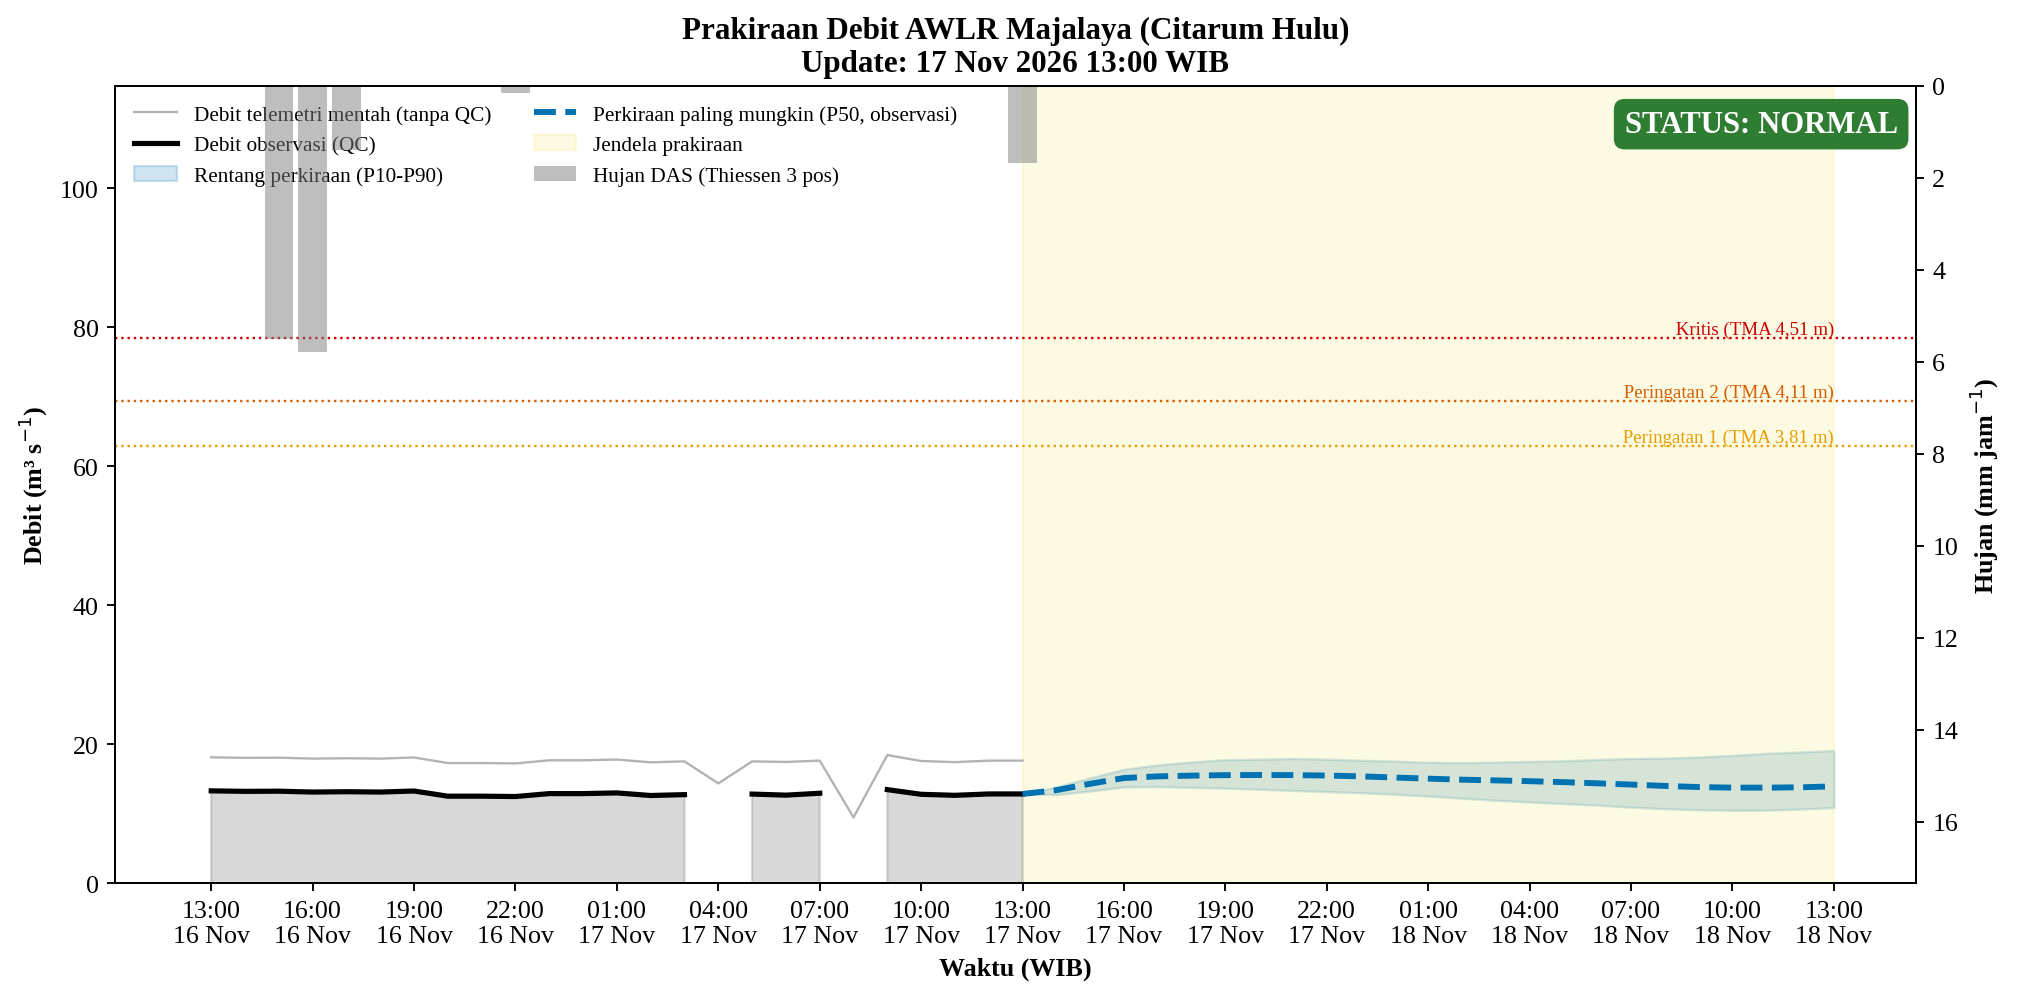 Prakiraan Debit AWLR Majalaya (Citarum Hulu)
Update: 17 Nov 2026 13:00 WIB
Debit telemetri mentah (tanpa QC)
Debit observasi (QC)
Rentang perkiraan (P10-P90)
Perkiraan paling mungkin (P50, observasi)
Jendela prakiraan
Hujan DAS (Thiessen 3 pos)
STATUS: NORMAL
Kritis (TMA 4,51 m)
Peringatan 2 (TMA 4,11 m)
Peringatan 1 (TMA 3,81 m)
Debit (m³ s⁻¹)
100
80
60
40
20
0
0
2
4
6
8
10
12
14
16
Hujan (mm jam⁻¹)
13:00 16:00 19:00 22:00 01:00 04:00 07:00 10:00 13:00 16:00 19:00 22:00 01:00 04:00 07:00 10:00 13:00
16 Nov 16 Nov 16 Nov 16 Nov 17 Nov 17 Nov 17 Nov 17 Nov 17 Nov 17 Nov 17 Nov 17 Nov 18 Nov 18 Nov 18 Nov 18 Nov 18 Nov
Waktu (WIB)